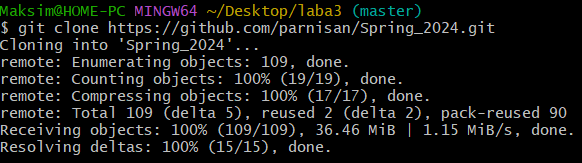 Maksim@HOME-PC MINGW64 ~/Desktop/laba3 (master)
$ git clone https://github.com/parnisan/Spring_2024.git
Cloning into 'Spring_2024'...
remote: Enumerating objects: 109, done.
remote: Counting objects: 100% (19/19), done.
remote: Compressing objects: 100% (17/17), done.
remote: Total 109 (delta 5), reused 2 (delta 2), pack-reused 90
Receiving objects: 100% (109/109), 36.46 MiB | 1.15 MiB/s, done.
Resolving deltas: 100% (15/15), done.